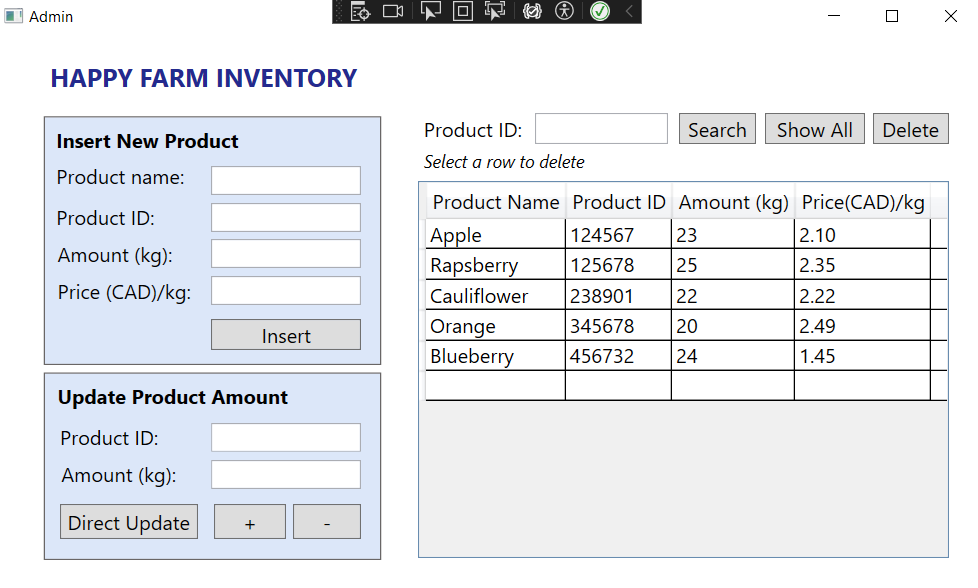 Admin
HAPPY FARM INVENTORY
Insert New Product
Product name:
Product ID:
Amount (kg):
Price (CAD)/kg:
Insert
Update Product Amount
Product ID:
Amount (kg):
Direct Update + -
Product ID: Search Show All Delete
Select a row to delete
Product Name Product ID Amount (kg) Price(CAD)/kg
Apple 124567 23 2.10
Rapsberry 125678 25 2.35
Cauliflower 238901 22 2.22
Orange 345678 20 2.49
Blueberry 456732 24 1.45